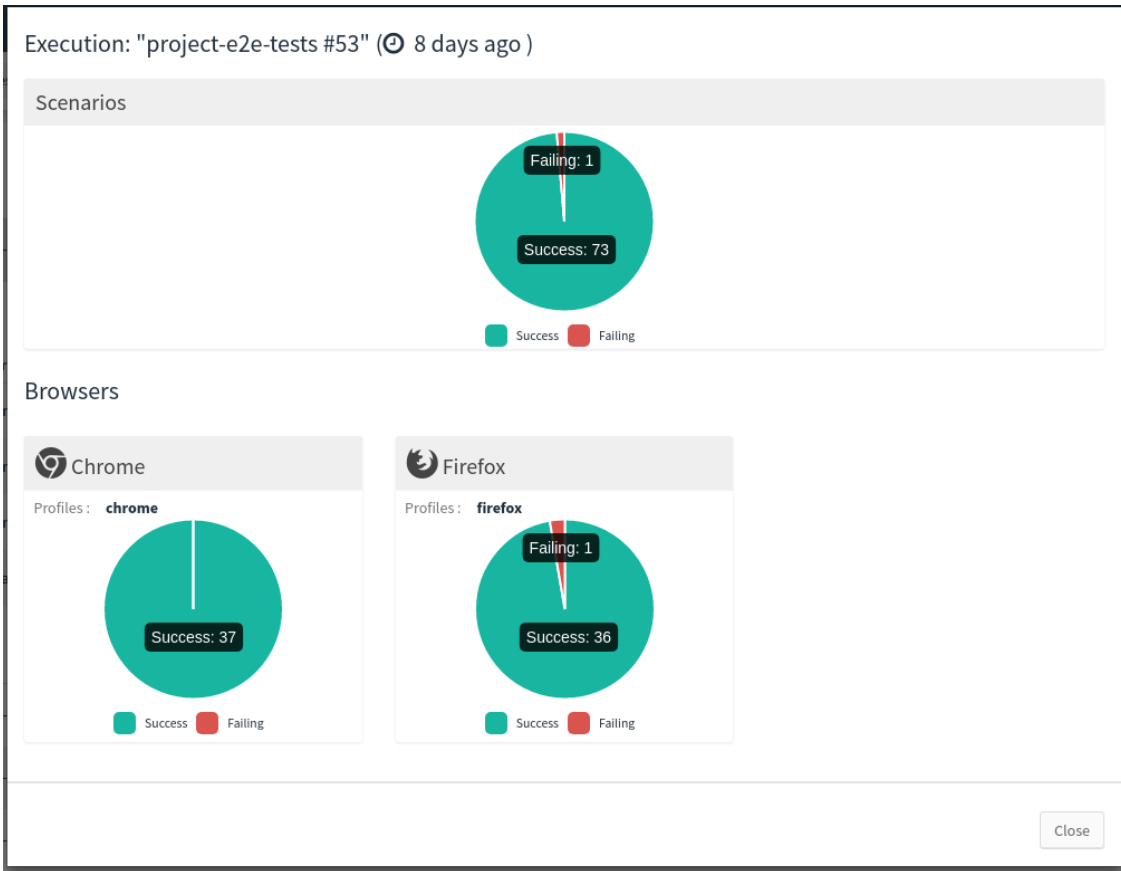 Execution: "project-e2e-tests #53" ( 8 days ago )
Scenarios
Failing: 1
Success: 73
Success Failing
Browsers
Chrome
Profiles : chrome
Success: 37
Success Failing
Firefox
Profiles : firefox
Failing: 1
Success: 36
Success Failing
Close